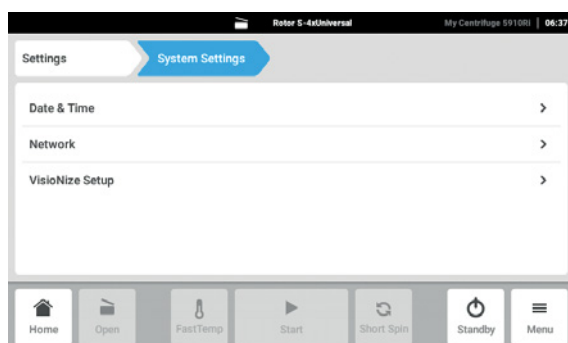 Rotor S-4xUniversal My Centrifuge 5910Ri | 06:37
Settings System Settings
Date & Time
Network
VisioNize Setup
Home Open FastTemp Start Short Spin Standby Menu